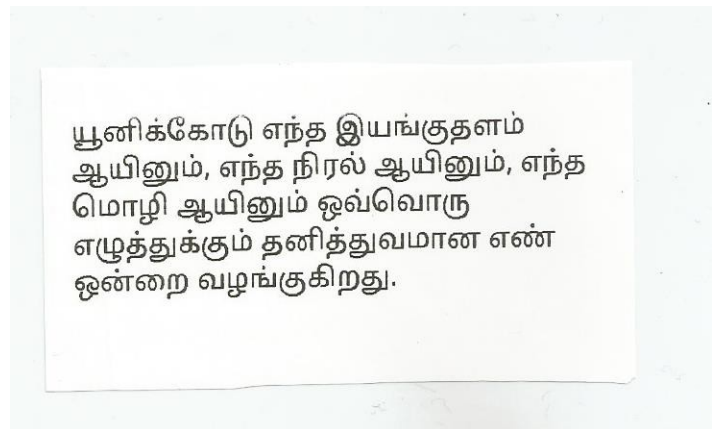 யூனிக்கோடு எந்த இயங்குதளம்
ஆயினும், எந்த நிரல் ஆயினும், எந்த
மொழி ஆயினும் ஒவ்வொரு
எழுத்துக்கும் தனித்துவமான எண்
ஒன்றை வழங்குகிறது.